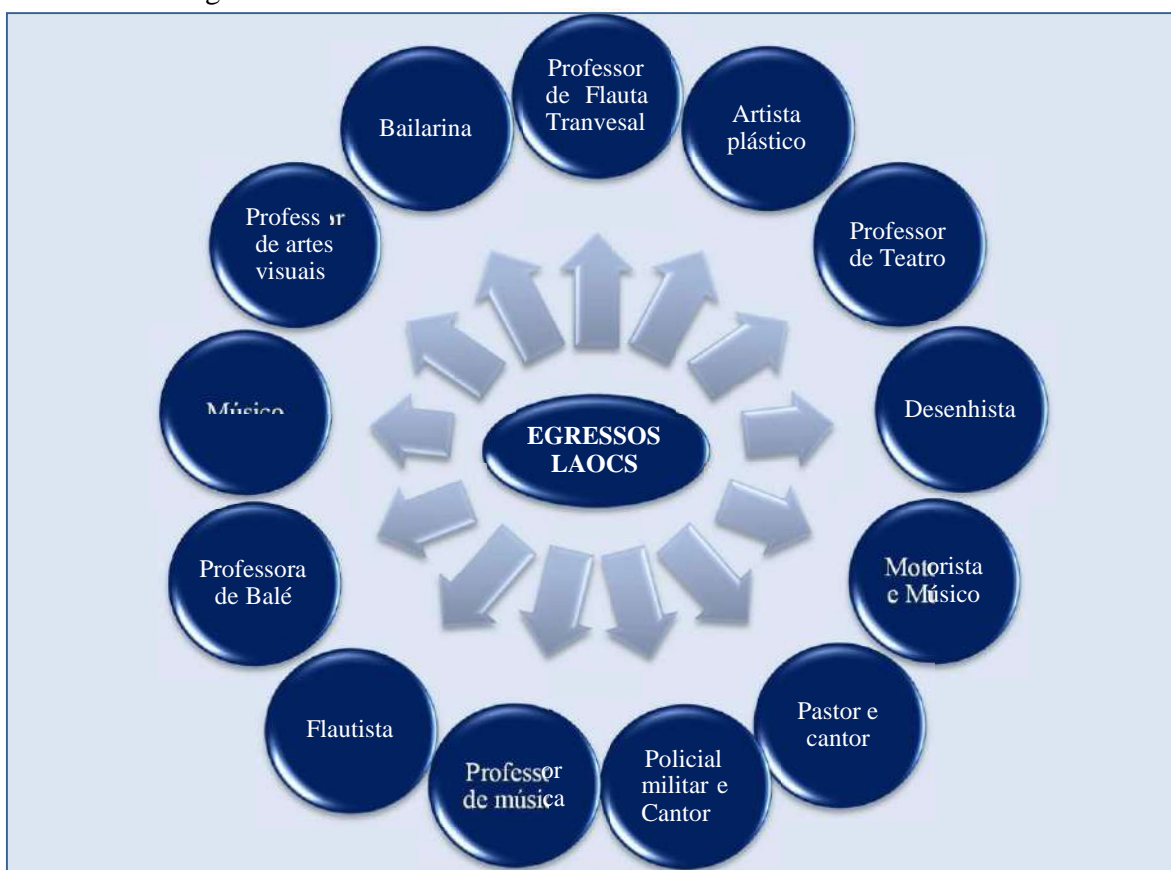 Professor
de Flauta
Tranvesal
Artista
plástico
Professor
de Teatro
Desenhista
Motorista
e Músico
Pastor e
cantor
Policial
militar e
Cantor
Professor
de música
Flautista
Professora
de Balé
Músico
Professor
de artes
visuais
Bailarina
EGRESSOS
LAOCS